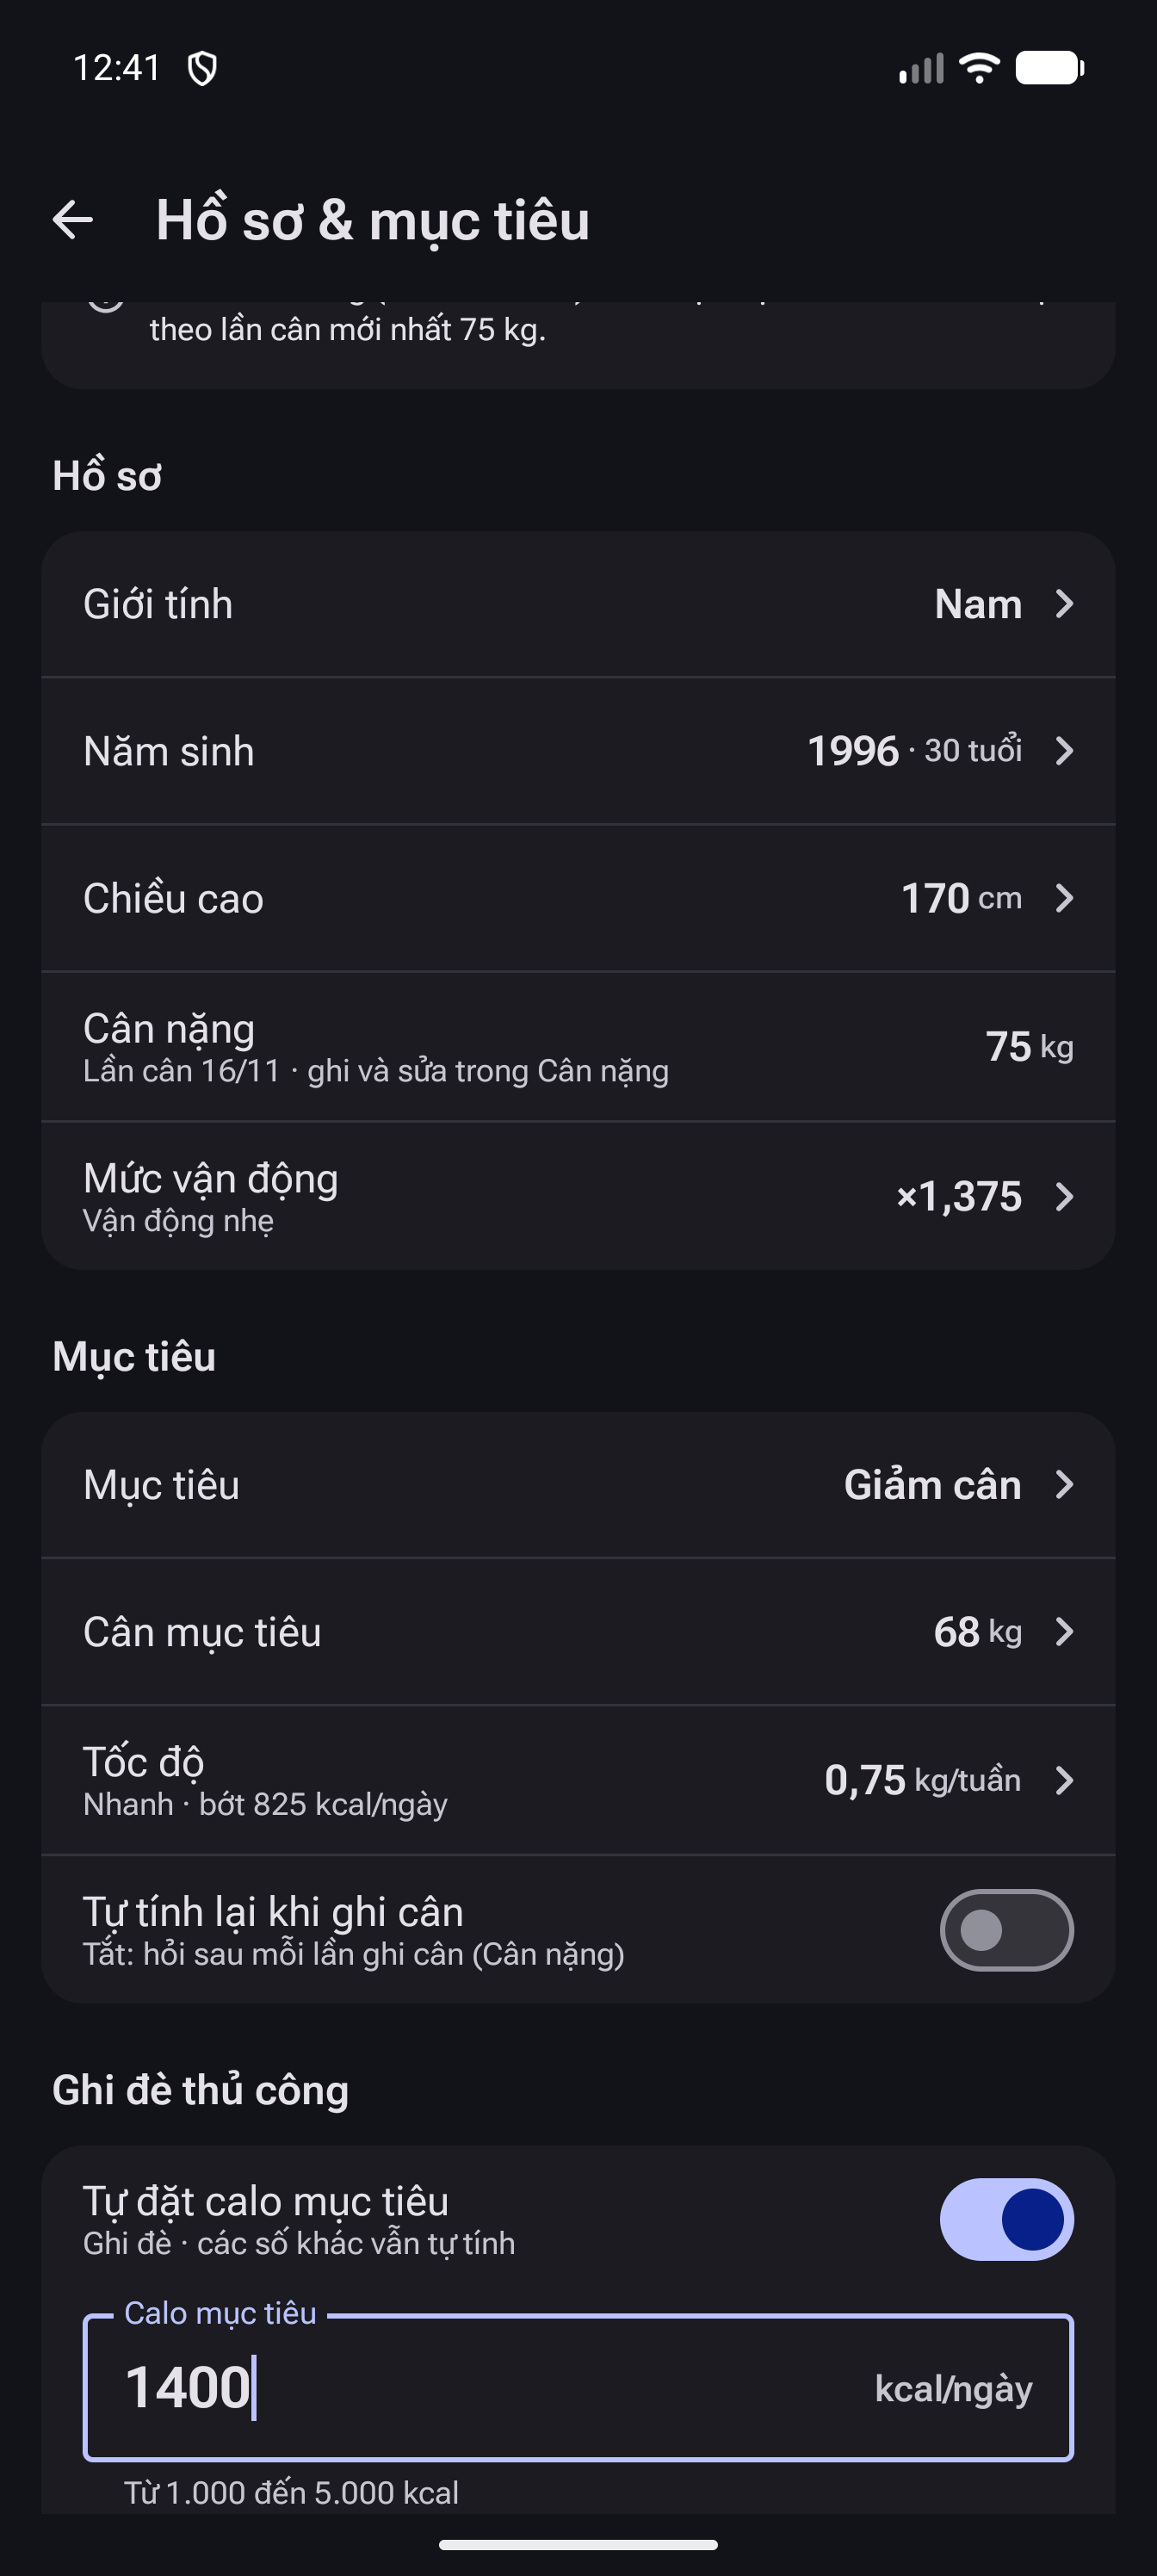 12:41
Hồ sơ & mục tiêu
theo lần cân mới nhất 75 kg.
Hồ sơ
Giới tính
Nam
Năm sinh
1996 · 30 tuổi
Chiều cao
170 cm
Cân nặng
Lần cân 16/11 · ghi và sửa trong Cân nặng
75 kg
Mức vận động
Vận động nhẹ
×1,375
Mục tiêu
Mục tiêu
Giảm cân
Cân mục tiêu
68 kg
Tốc độ
Nhanh · bớt 825 kcal/ngày
0,75 kg/tuần
Tự tính lại khi ghi cân
Tắt: hỏi sau mỗi lần ghi cân (Cân nặng)
Ghi đè thủ công
Tự đặt calo mục tiêu
Ghi đè · các số khác vẫn tự tính
Calo mục tiêu
1400
kcal/ngày
Từ 1.000 đến 5.000 kcal